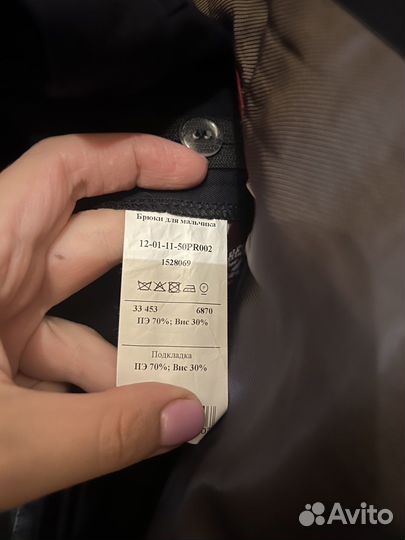 Брюки для мальчика
12-01-11-50PR002
1528069
33 453 6870
ПЭ 70%; Вис 30%
Подкладка
ПЭ 70%; Вис 30%
Avito